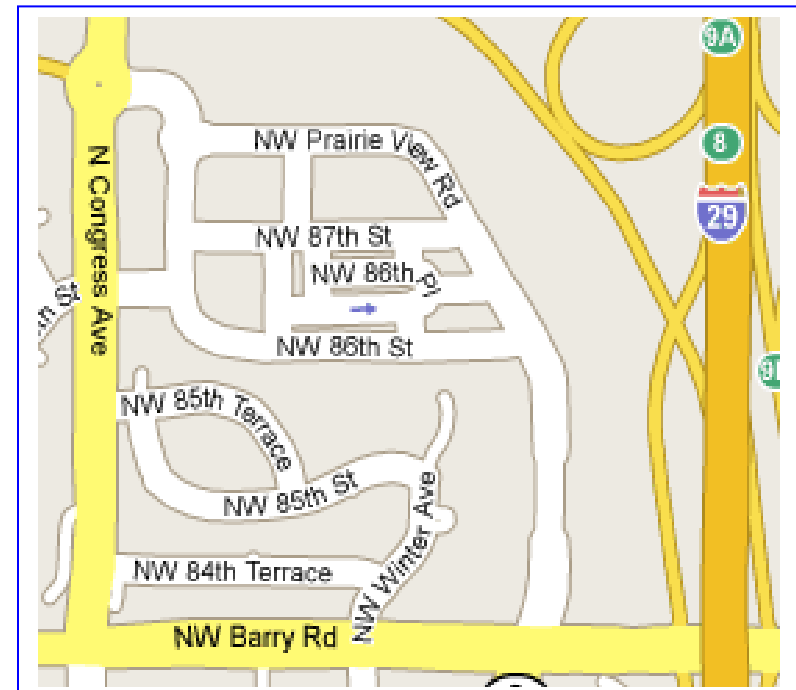 9A
NW Prairie View Rd
8
N Congress Ave
29
NW 87th St
NW 86th Pl
St
NW 86th St
NW 85th Terrace
NW 85th St
NW Winter Ave
NW 84th Terrace
NW Barry Rd